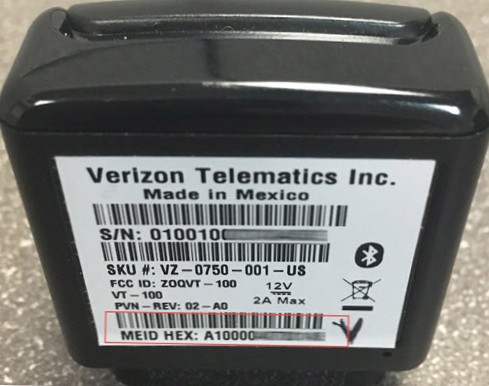 Verizon Telematics Inc.
Made in Mexico
S/N: 010010
SKU #: VZ-0750-001-US
FCC ID: ZOQVT-100
12V
VT-100
2A Max
PVN-REV: 02-A0
MEID HEX: A10000